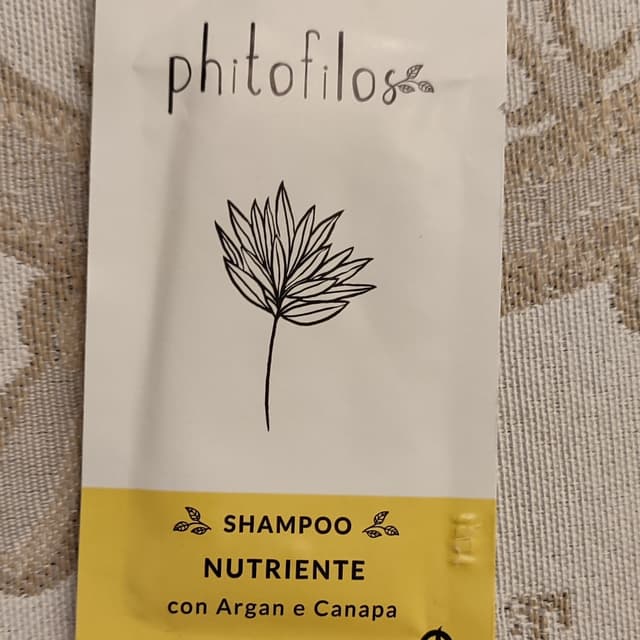 phitofilos
SHAMPOO
NUTRIENTE
con Argan e Canapa